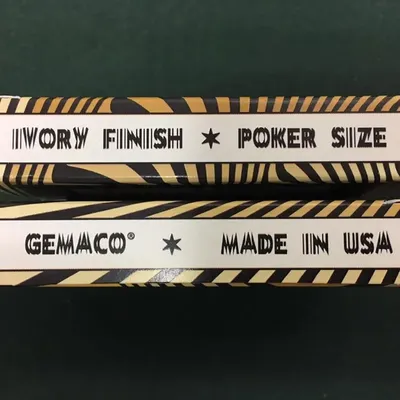 IVORY FINISH ✶ POKER SIZE
GEMACO® ✶ MADE IN USA